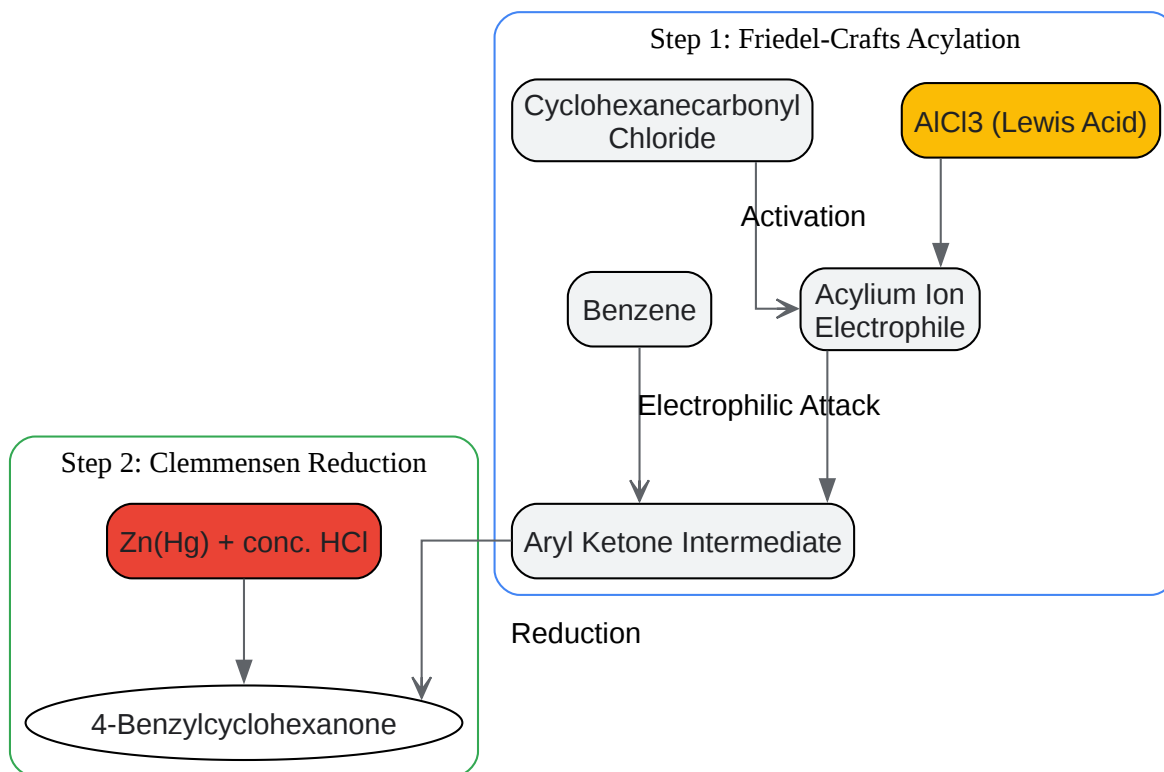 Step 1: Friedel-Crafts Acylation
Cyclohexanecarbonyl
Chloride
AlCl3 (Lewis Acid)
Activation
Benzene
Acylium Ion
Electrophile
Electrophilic Attack
Step 2: Clemmensen Reduction
Zn(Hg) + conc. HCl
Aryl Ketone Intermediate
Reduction
4-Benzylcyclohexanone